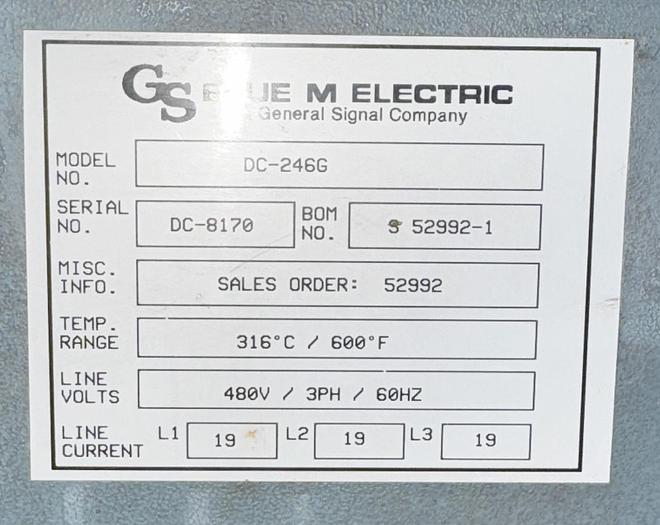 GS BLUE M ELECTRIC
General Signal Company
MODEL NO. DC-246G
SERIAL NO. DC-8170 BOM NO. S 52992-1
MISC. INFO. SALES ORDER: 52992
TEMP. RANGE 316°C / 600°F
LINE VOLTS 480V / 3PH / 60HZ
LINE CURRENT L1 19 L2 19 L3 19